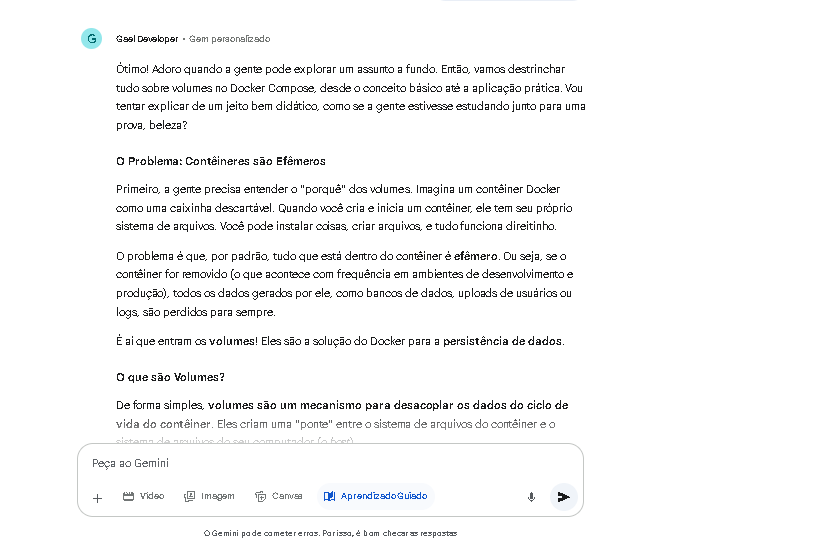 G
Gael Developer • Gem personalizado
Ótimo! Adoro quando a gente pode explorar um assunto a fundo. Então, vamos destrinchar
tudo sobre volumes no Docker Compose, desde o conceito básico até a aplicação prática. Vou
tentar explicar de um jeito bem didático, como se a gente estivesse estudando junto para uma
prova, beleza?
O Problema: Contêineres são Efêmeros
Primeiro, a gente precisa entender o "porquê" dos volumes. Imagina um contêiner Docker
como uma caixinha descartável. Quando você cria e inicia um contêiner, ele tem seu próprio
sistema de arquivos. Você pode instalar coisas, criar arquivos, e tudo funciona direitinho.
O problema é que, por padrão, tudo que está dentro do contêiner é efêmero. Ou seja, se o
contêiner for removido (o que acontece com frequência em ambientes de desenvolvimento e
produção), todos os dados gerados por ele, como bancos de dados, uploads de usuários ou
logs, são perdidos para sempre.
É aí que entram os volumes! Eles são a solução do Docker para a persistência de dados.
O que são Volumes?
De forma simples, volumes são um mecanismo para desacoplar os dados do ciclo de
vida do contêiner. Eles criam uma "ponte" entre o sistema de arquivos do contêiner e o
sistema de arquivos do seu computador (o host).
Peça ao Gemini
Vídeo
Imagem
Canvas
Aprendizado Guiado
O Gemini pode cometer erros. Por isso, é bom checar as respostas